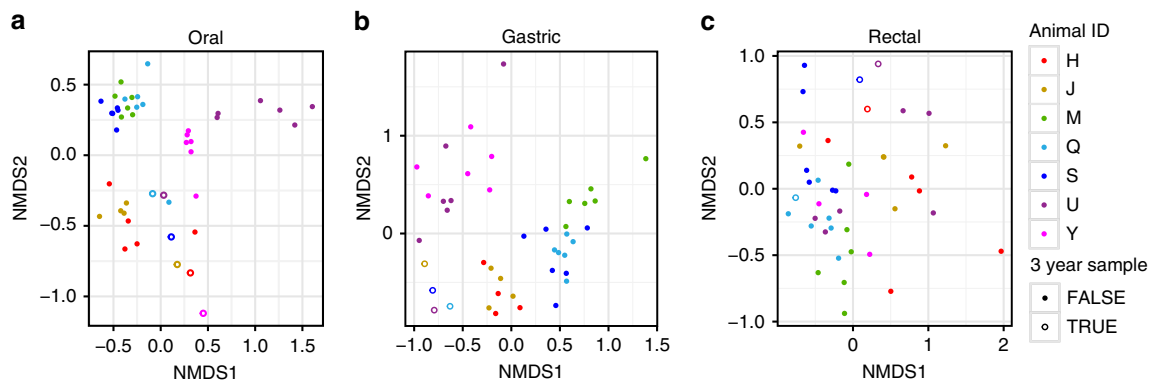 a b c
Oral Gastric Rectal
Animal ID
H
J
M
Q
S
U
Y
3 year sample
FALSE
TRUE
NMDS2
0.5
0.0
−0.5
−1.0
−0.5 0.0 0.5 1.0 1.5
NMDS1
NMDS2
1
0
−1.0 −0.5 0.0 0.5 1.0 1.5
NMDS1
NMDS2
1.0
0.5
0.0
−0.5
−1.0
0 1 2
NMDS1